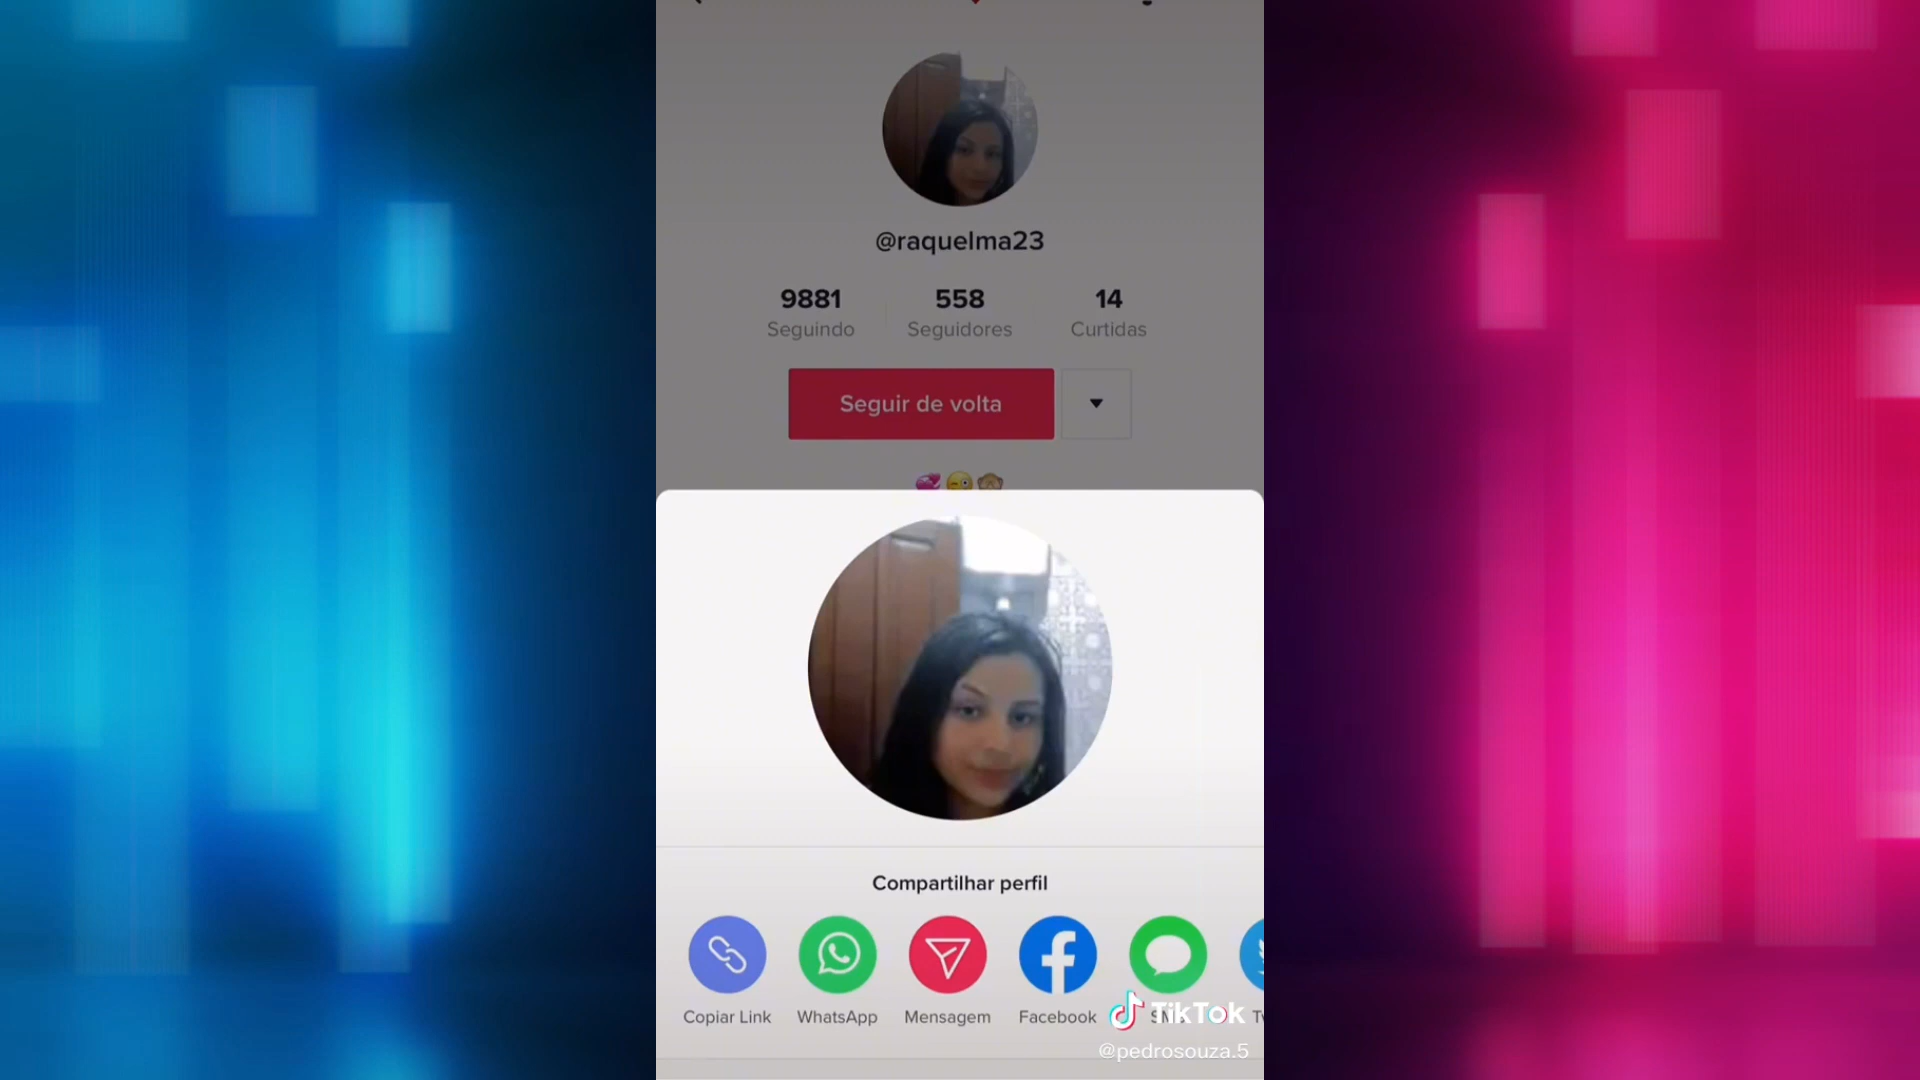 @raquelma23
9881
558
14
Seguindo
Seguidores
Curtidas
Seguir de volta
Compartilhar perfil
Copiar Link
WhatsApp
Mensagem
Facebook
TikTok
@pedrosouza.5